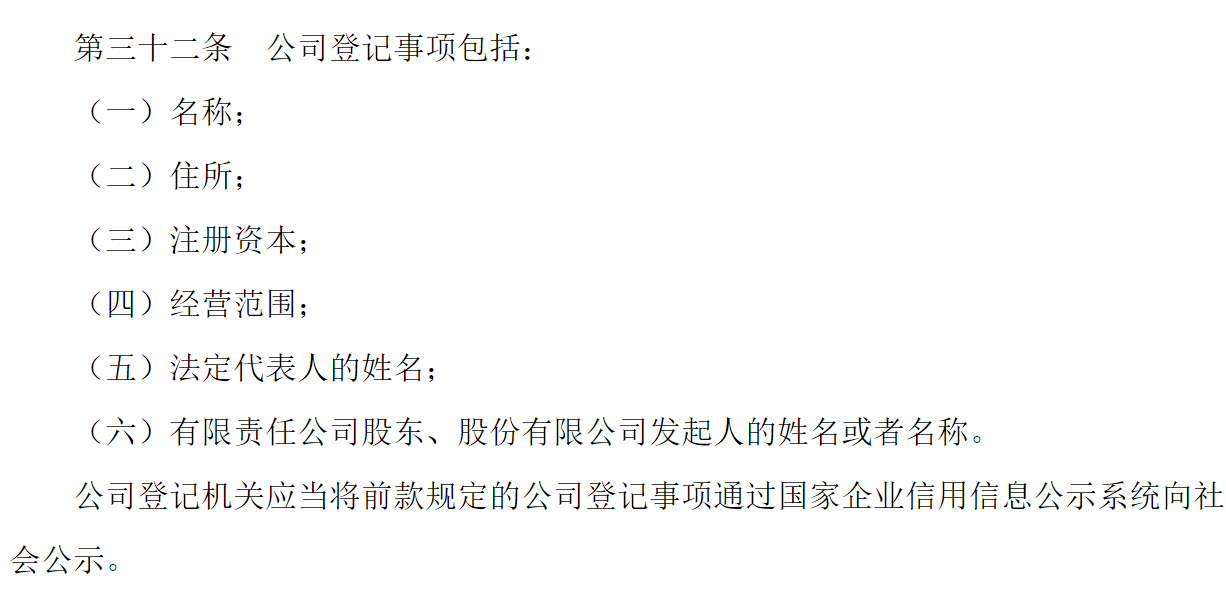 第三十二条　公司登记事项包括：
（一）名称；
（二）住所；
（三）注册资本；
（四）经营范围；
（五）法定代表人的姓名；
（六）有限责任公司股东、股份有限公司发起人的姓名或者名称。
公司登记机关应当将前款规定的公司登记事项通过国家企业信用信息公示系统向社
会公示。